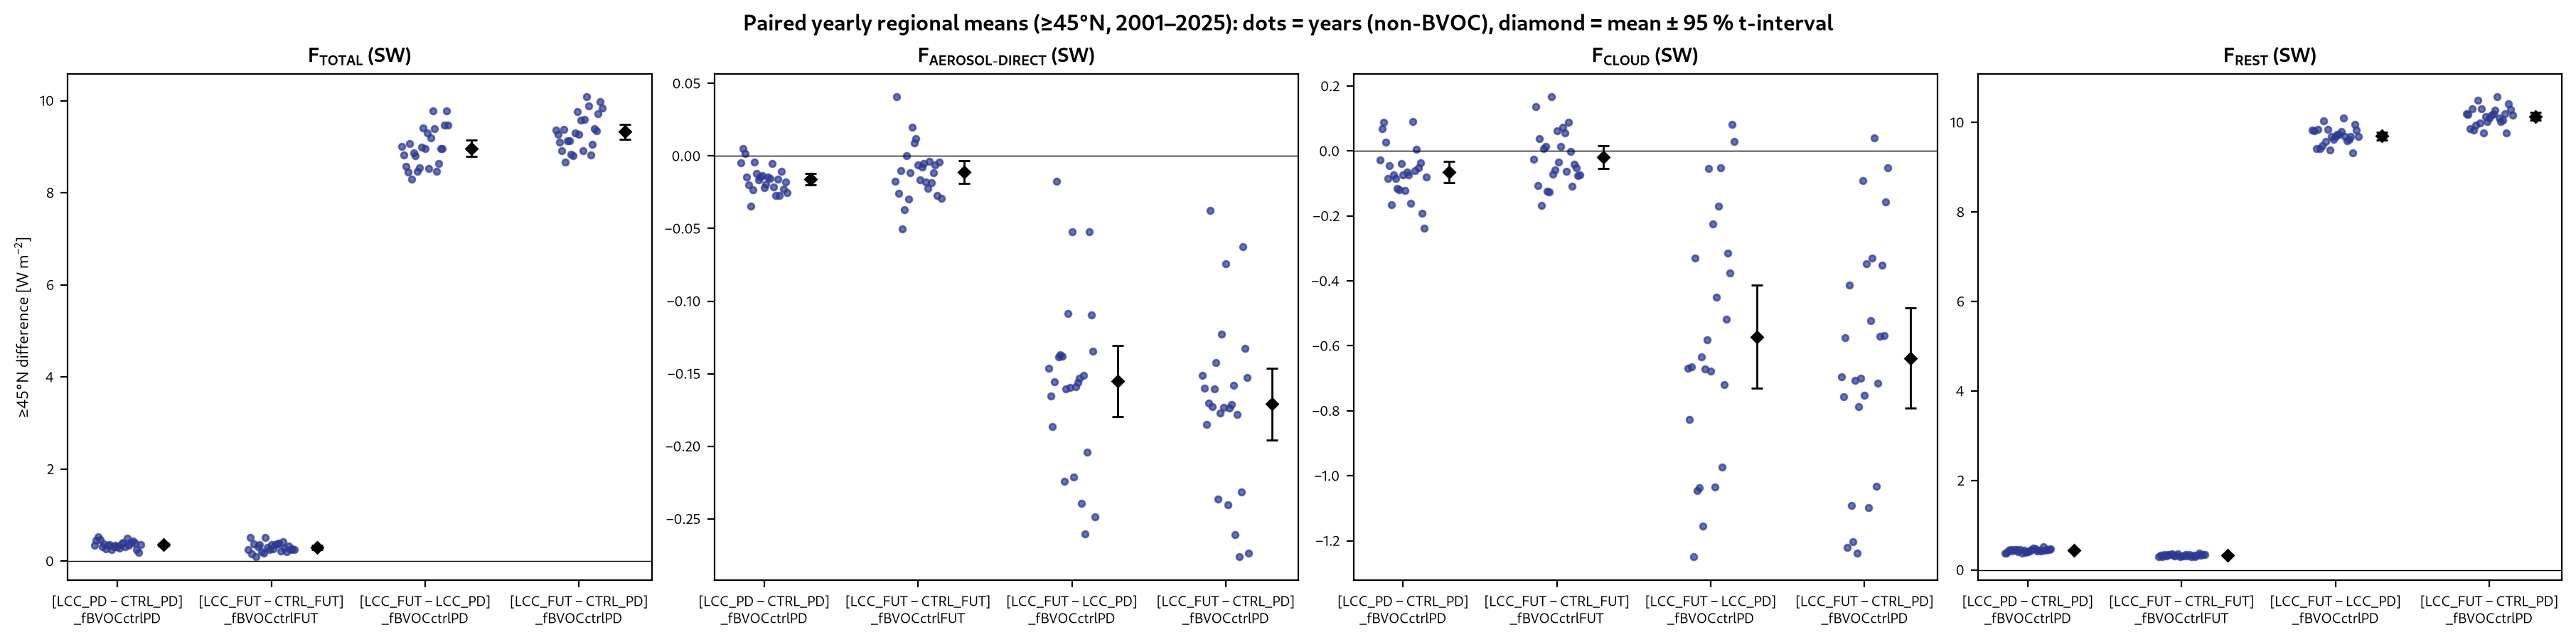 Paired yearly regional means (≥45°N, 2001–2025): dots = years (non-BVOC), diamond = mean ± 95 % t-interval
F_TOTAL (SW)
≥45°N difference [W m⁻²]
10
8
6
4
2
0
[LCC_PD – CTRL_PD]
_fBVOCctrlPD
[LCC_FUT – CTRL_FUT]
_fBVOCctrlFUT
[LCC_FUT – LCC_PD]
_fBVOCctrlPD
[LCC_FUT – CTRL_PD]
_fBVOCctrlPD
F_AEROSOL-DIRECT (SW)
0.05
0.00
−0.05
−0.10
−0.15
−0.20
−0.25
[LCC_PD – CTRL_PD]
_fBVOCctrlPD
[LCC_FUT – CTRL_FUT]
_fBVOCctrlFUT
[LCC_FUT – LCC_PD]
_fBVOCctrlPD
[LCC_FUT – CTRL_PD]
_fBVOCctrlPD
F_CLOUD (SW)
0.2
0.0
−0.2
−0.4
−0.6
−0.8
−1.0
−1.2
[LCC_PD – CTRL_PD]
_fBVOCctrlPD
[LCC_FUT – CTRL_FUT]
_fBVOCctrlFUT
[LCC_FUT – LCC_PD]
_fBVOCctrlPD
[LCC_FUT – CTRL_PD]
_fBVOCctrlPD
F_REST (SW)
10
8
6
4
2
0
[LCC_PD – CTRL_PD]
_fBVOCctrlPD
[LCC_FUT – CTRL_FUT]
_fBVOCctrlFUT
[LCC_FUT – LCC_PD]
_fBVOCctrlPD
[LCC_FUT – CTRL_PD]
_fBVOCctrlPD